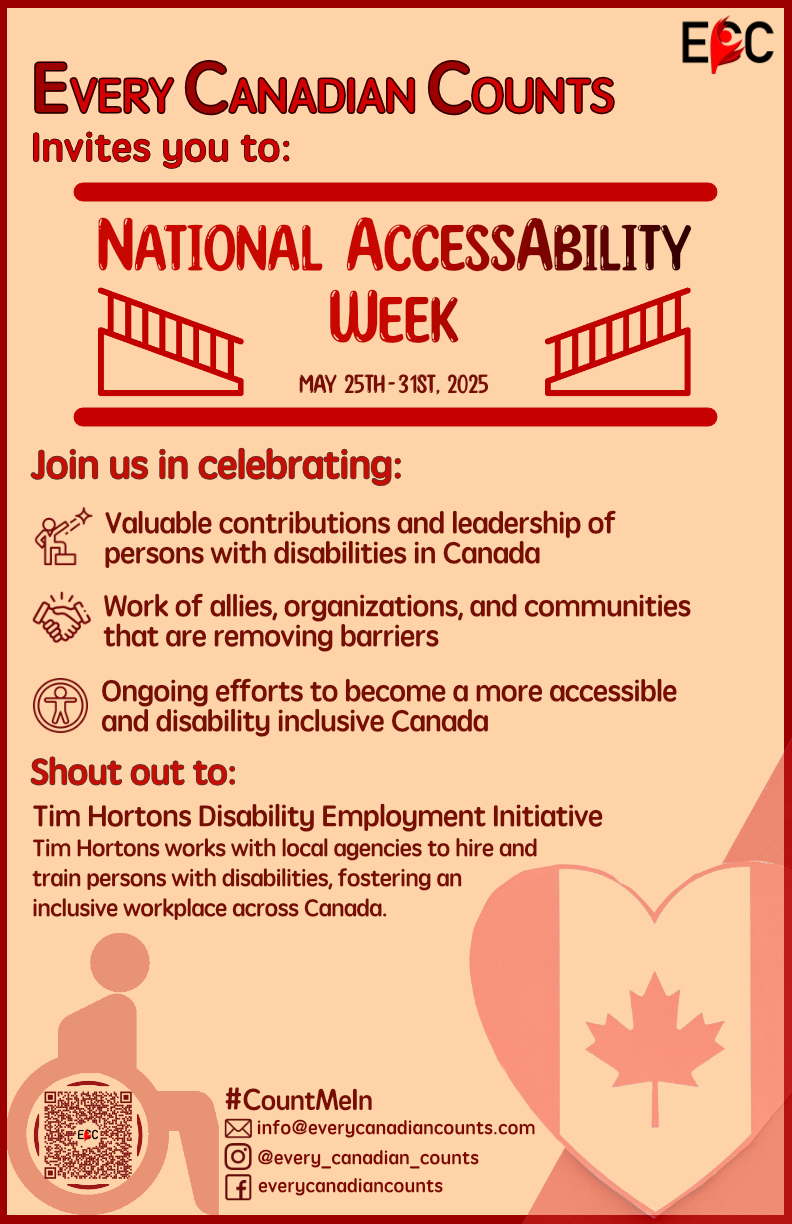 ECC
Every Canadian Counts
Invites you to:
National AccessAbility
Week
MAY 25TH-31ST, 2025
Join us in celebrating:
Valuable contributions and leadership of
persons with disabilities in Canada
Work of allies, organizations, and communities
that are removing barriers
Ongoing efforts to become a more accessible
and disability inclusive Canada
Shout out to:
Tim Hortons Disability Employment Initiative
Tim Hortons works with local agencies to hire and
train persons with disabilities, fostering an
inclusive workplace across Canada.
ECC
#CountMeIn
info@everycanadiancounts.com
@every_canadian_counts
everycanadiancounts